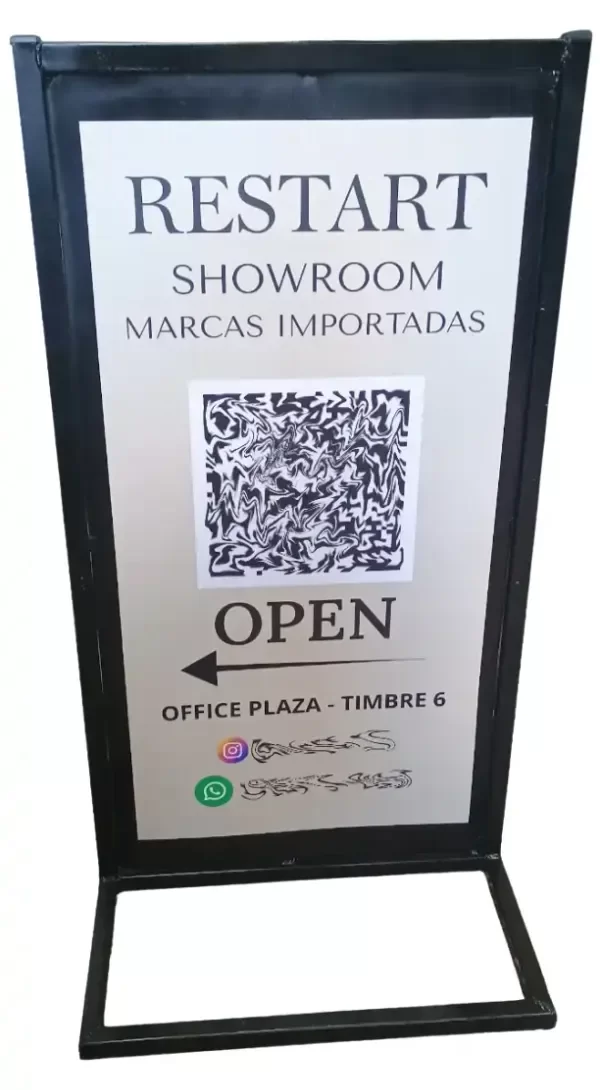 RESTART
SHOWROOM
MARCAS IMPORTADAS
OPEN
OFFICE PLAZA - TIMBRE 6